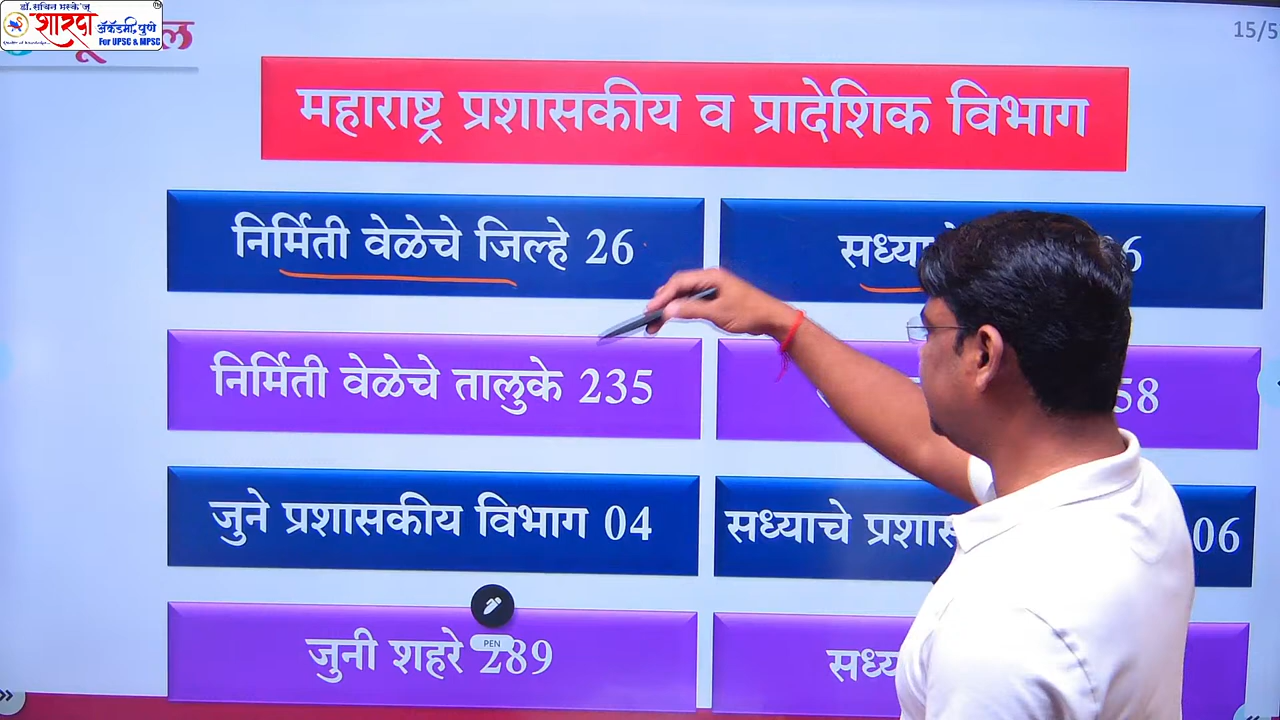 डॉ. सचिन भस्के'ज्
शारदा
ॲकॅडमी, पुणे
For UPSC & MPSC
15/5
महाराष्ट्र प्रशासकीय व प्रादेशिक विभाग
निर्मिती वेळेचे जिल्हे 26
सध्या 6
निर्मिती वेळेचे तालुके 235
58
जुने प्रशासकीय विभाग 04
सध्याचे प्रशास 06
PEN
जुनी शहरे 289
सध्य